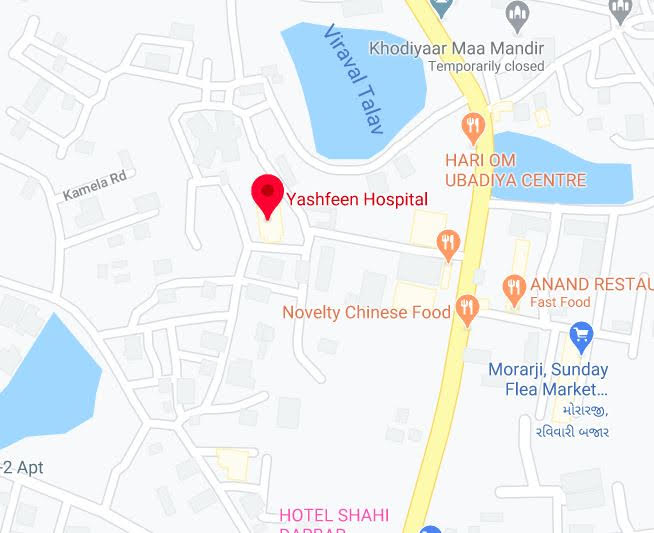 Khodiyaar Maa Mandir
Temporarily closed
Viraval Talav
HARI OM
UBADIYA CENTRE
Kamela Rd
Yashfeen Hospital
ANAND RESTAU
Fast Food
Novelty Chinese Food
Morarji, Sunday
Flea Market...
મોરારજી,
રવિવારી બજાર
-2 Apt
HOTEL SHAHI
DARBAR